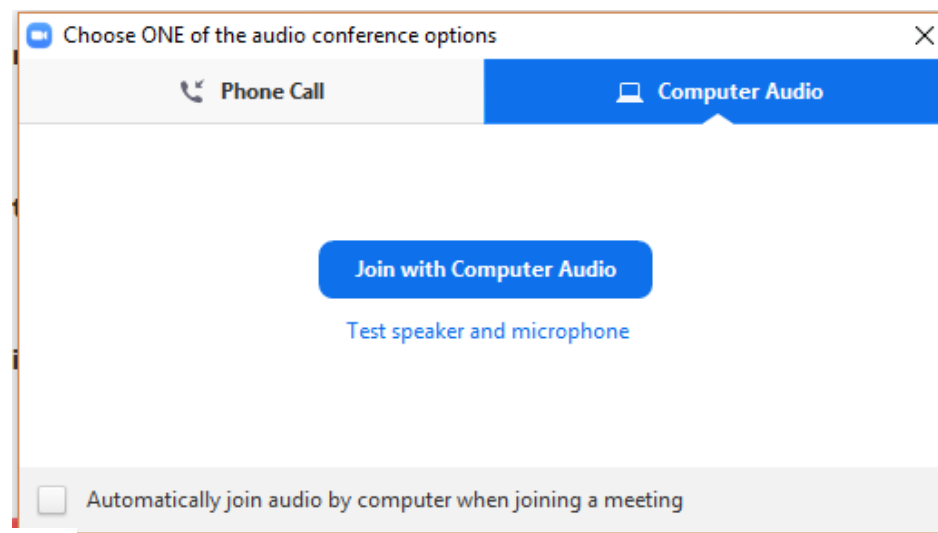 Choose ONE of the audio conference options
Phone Call
Computer Audio
Join with Computer Audio
Test speaker and microphone
Automatically join audio by computer when joining a meeting